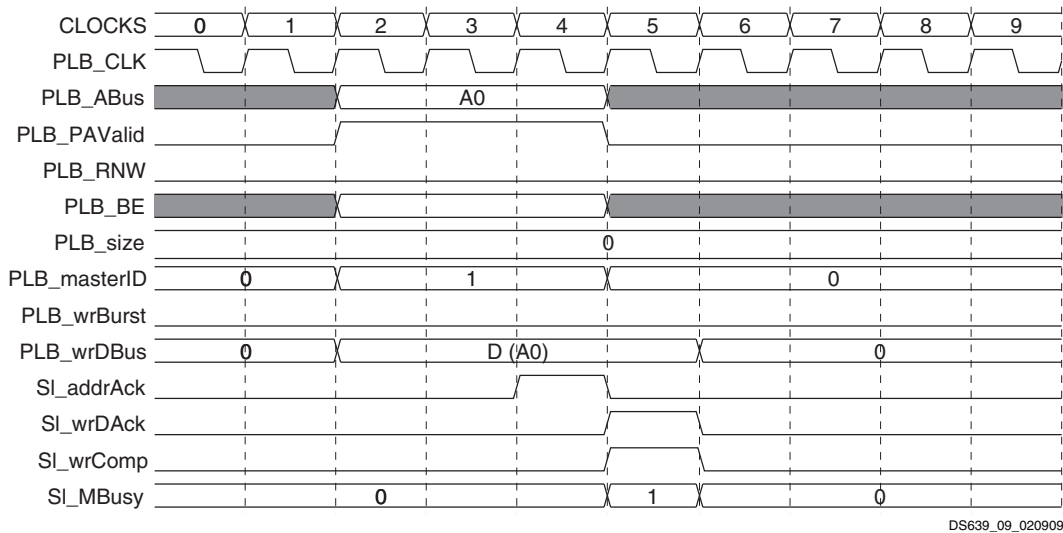 CLOCKS 0 1 2 3 4 5 6 7 8 9
PLB_CLK
PLB_ABus A0
PLB_PAValid
PLB_RNW
PLB_BE
PLB_size 0
PLB_masterID 0 1 0
PLB_wrBurst
PLB_wrDBus 0 D (A0) 0
Sl_addrAck
Sl_wrDAck
Sl_wrComp
Sl_MBusy 0 1 0
DS639_09_020909